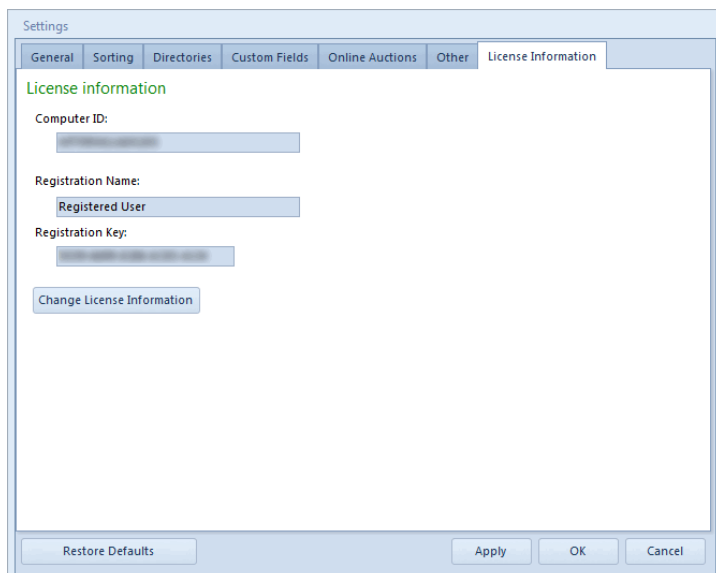 Settings
General Sorting Directories Custom Fields Online Auctions Other License Information
License information
Computer ID:
Registration Name:
Registered User
Registration Key:
Change License Information
Restore Defaults Apply OK Cancel